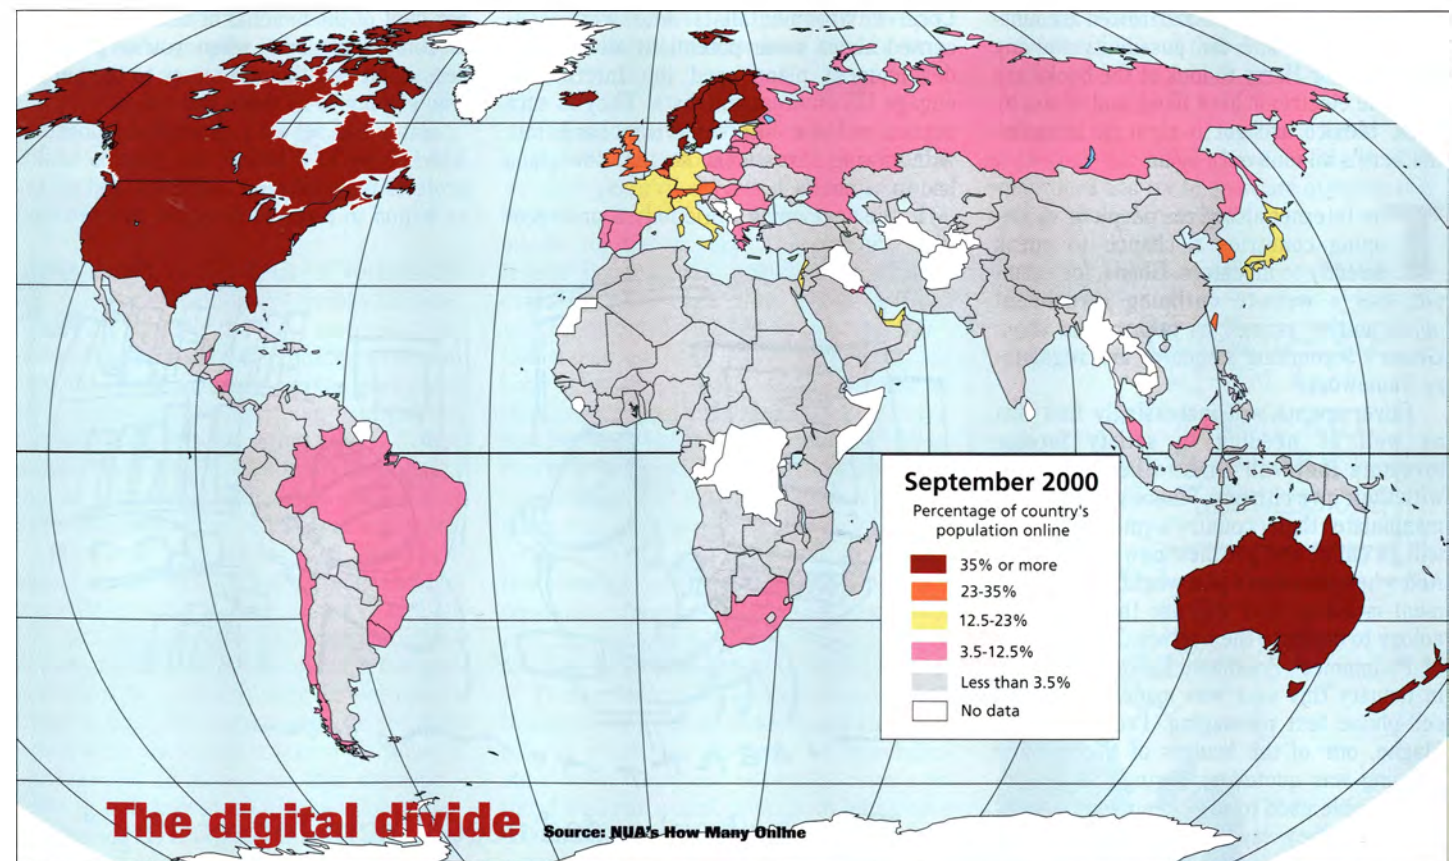 September 2000
Percentage of country's
population online
35% or more
23-35%
12.5-23%
3.5-12.5%
Less than 3.5%
No data
The digital divide
Source: NUA's How Many Online